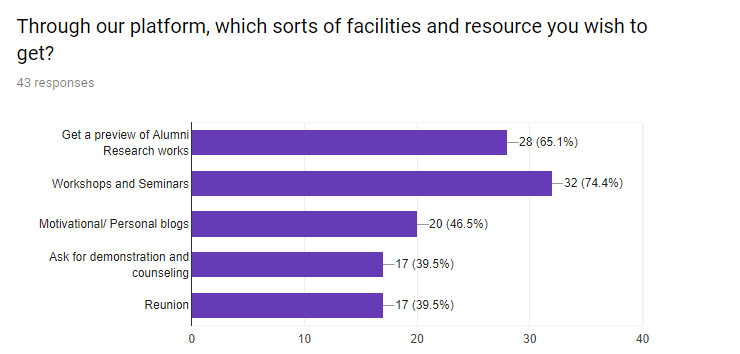 Through our platform, which sorts of facilities and resource you wish to
get?
43 responses
Get a preview of Alumni
Research works
28 (65.1%)
Workshops and Seminars
32 (74.4%)
Motivational/ Personal blogs
20 (46.5%)
Ask for demonstration and
counseling
17 (39.5%)
Reunion
17 (39.5%)
0 10 20 30 40